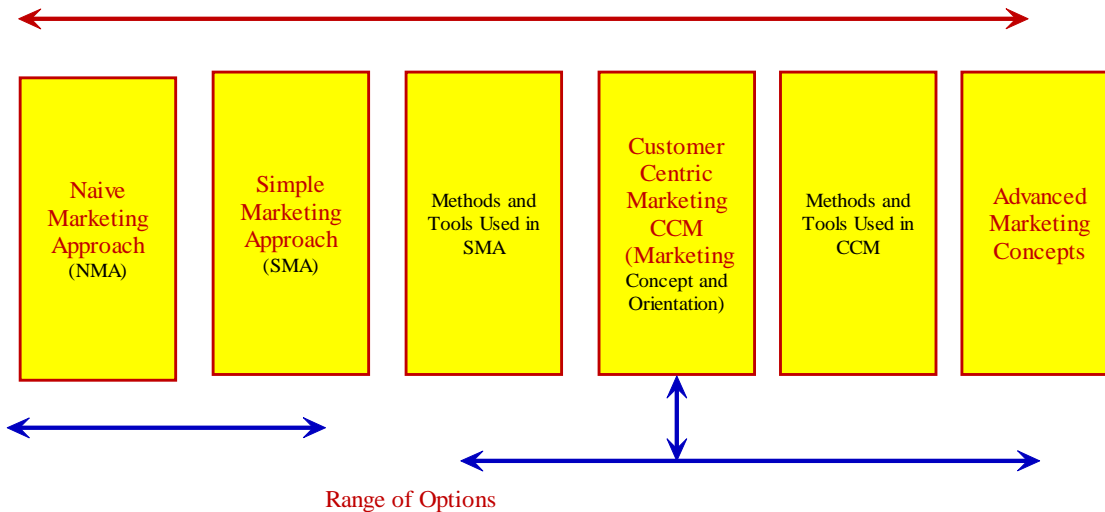 Naive
Marketing
Approach
(NMA)
Simple
Marketing
Approach
(SMA)
Methods and
Tools Used in
SMA
Customer
Centric
Marketing
CCM
(Marketing
Concept and
Orientation)
Methods and
Tools Used in
CCM
Advanced
Marketing
Concepts
Range of Options